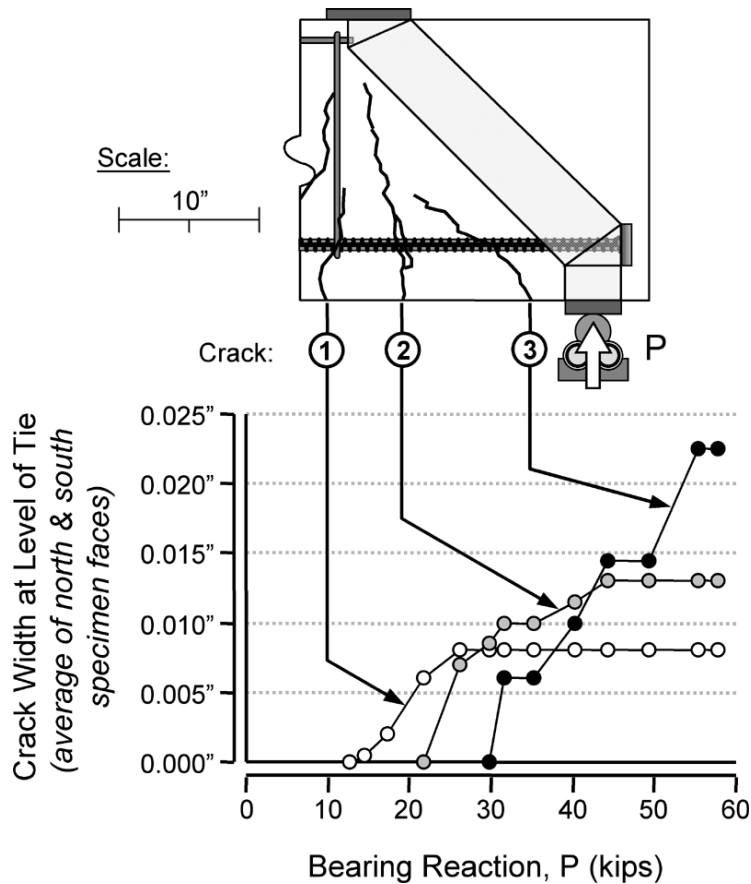 Scale:
10”
Crack:
1
2
3
P
Crack Width at Level of Tie
(average of north & south
specimen faces)
0.025”
0.020”
0.015”
0.010”
0.005”
0.000”
0 10 20 30 40 50 60
Bearing Reaction, P (kips)